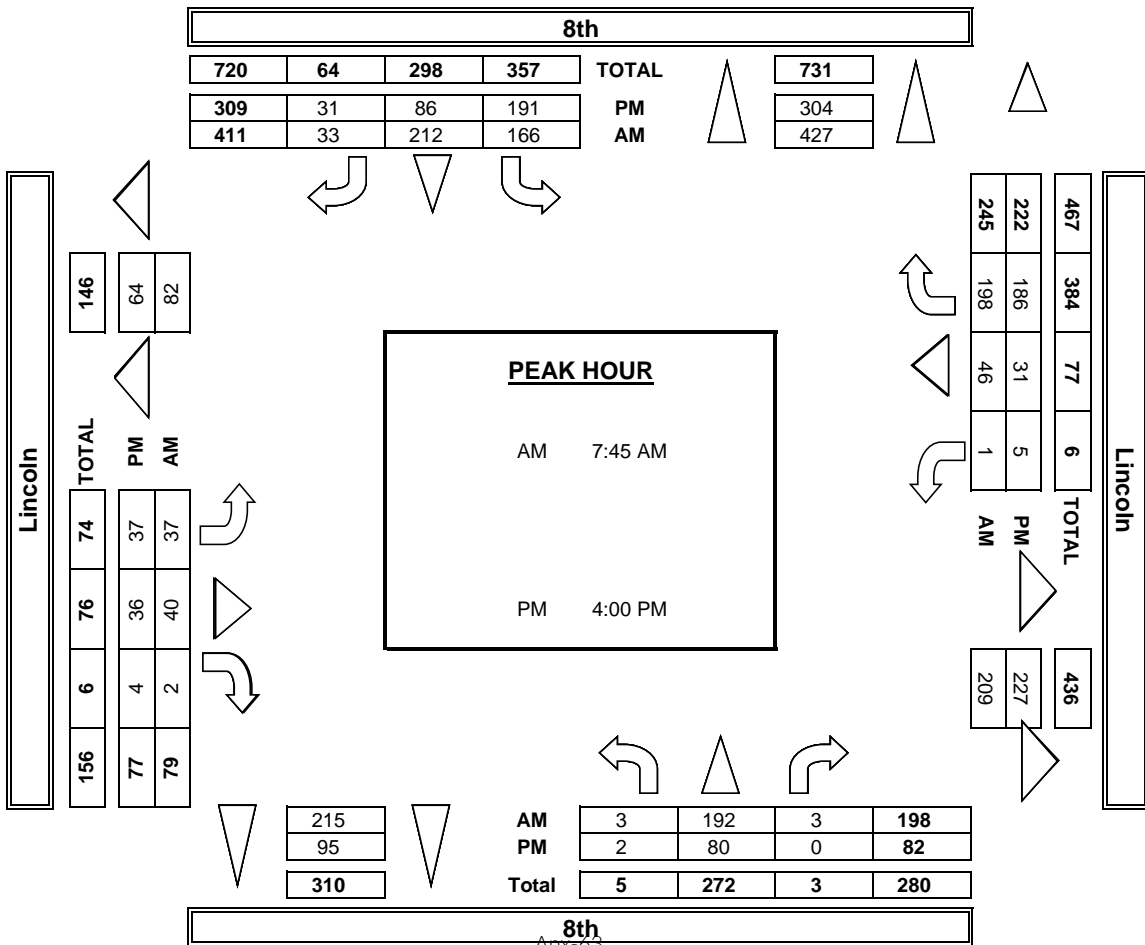 8th
720 64 298 357 TOTAL 731
309 31 86 191 PM 304
411 33 212 166 AM 427
Lincoln
146
64
82
TOTAL
PM
AM
74 37 37
76 36 40
6 4 2
156 77 79
PEAK HOUR
AM 7:45 AM
PM 4:00 PM
245 222 467
198 186 384
46 31 77
1 5 6
AM PM TOTAL
209 227 436
Lincoln
215 AM 3 192 3 198
95 PM 2 80 0 82
310 Total 5 272 3 280
8th